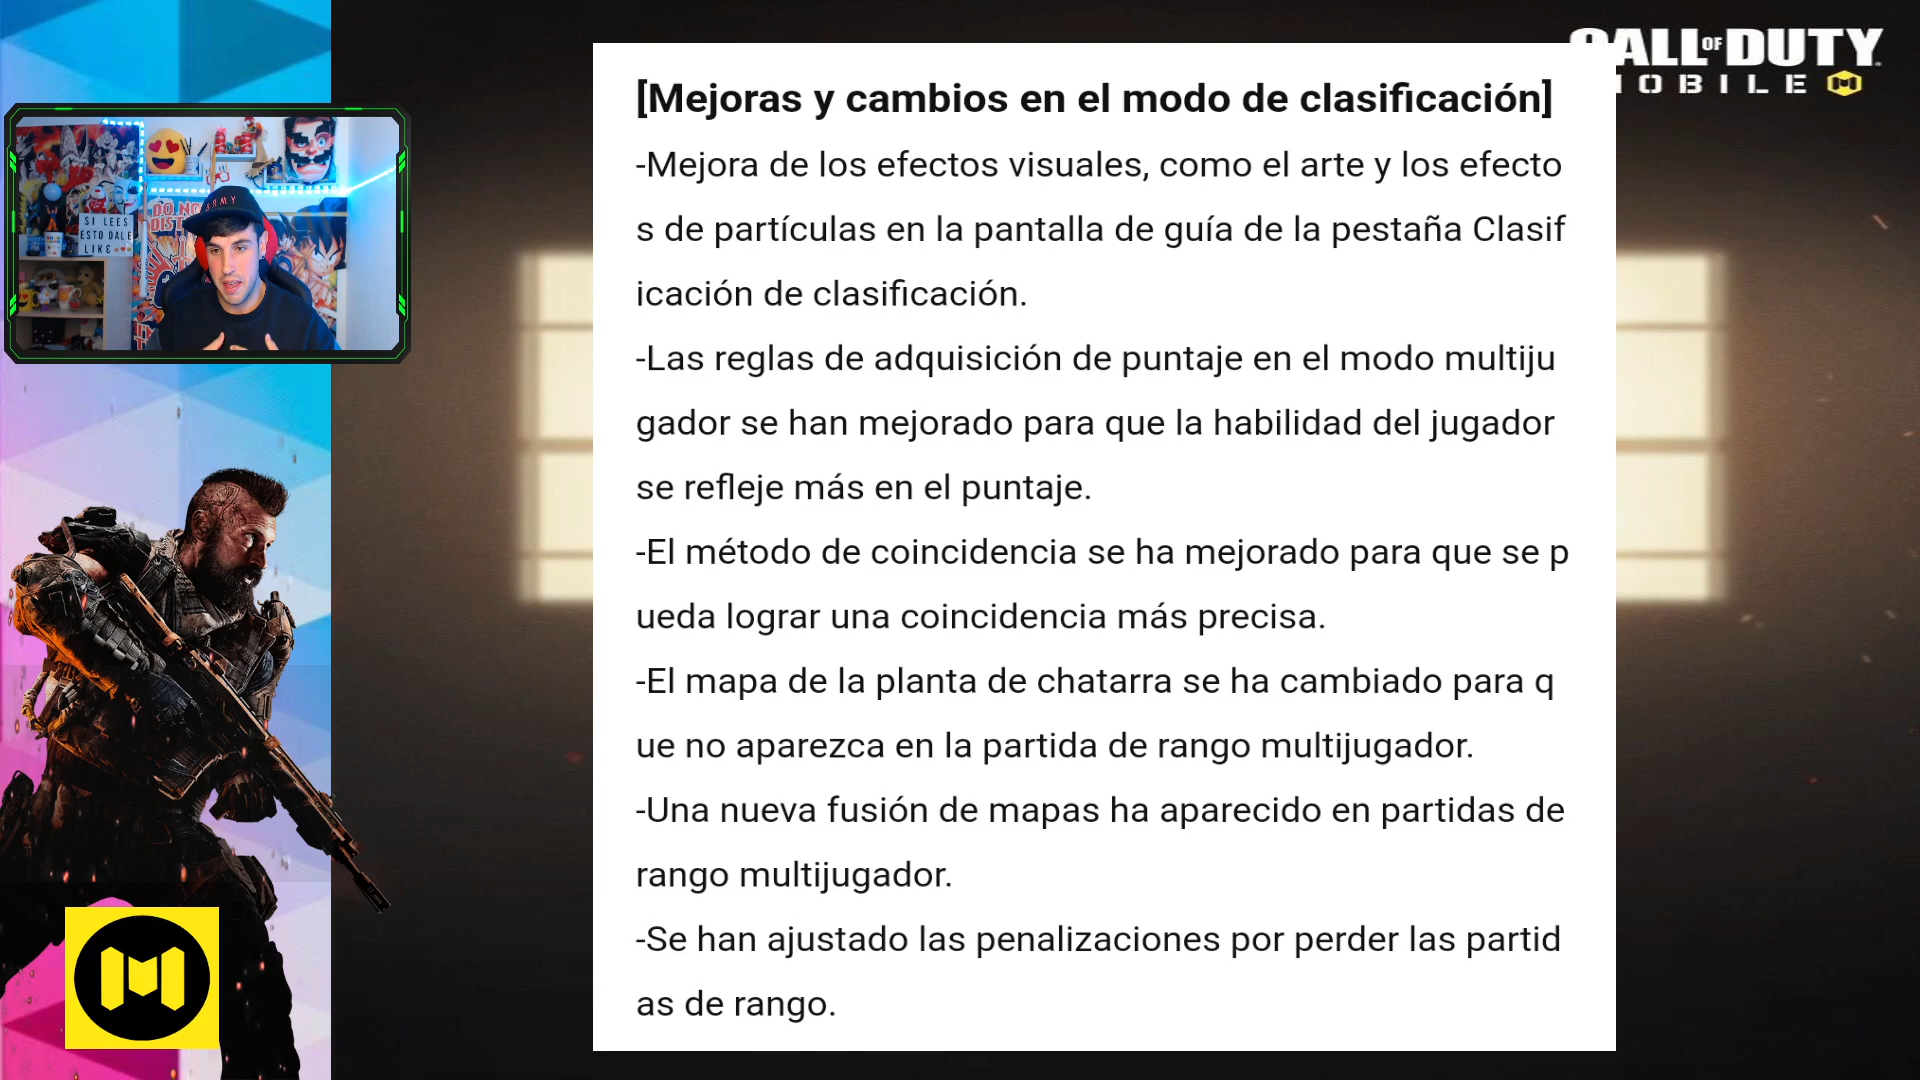 CALL OF DUTY
MOBILE
[Mejoras y cambios en el modo de clasificación]
-Mejora de los efectos visuales, como el arte y los efecto
s de partículas en la pantalla de guía de la pestaña Clasif
icación de clasificación.
-Las reglas de adquisición de puntaje en el modo multiju
gador se han mejorado para que la habilidad del jugador
se refleje más en el puntaje.
-El método de coincidencia se ha mejorado para que se p
ueda lograr una coincidencia más precisa.
-El mapa de la planta de chatarra se ha cambiado para q
ue no aparezca en la partida de rango multijugador.
-Una nueva fusión de mapas ha aparecido en partidas de
rango multijugador.
-Se han ajustado las penalizaciones por perder las partid
as de rango.
SI LEES
ESTO DALE
LIKE
DO NO
DIST